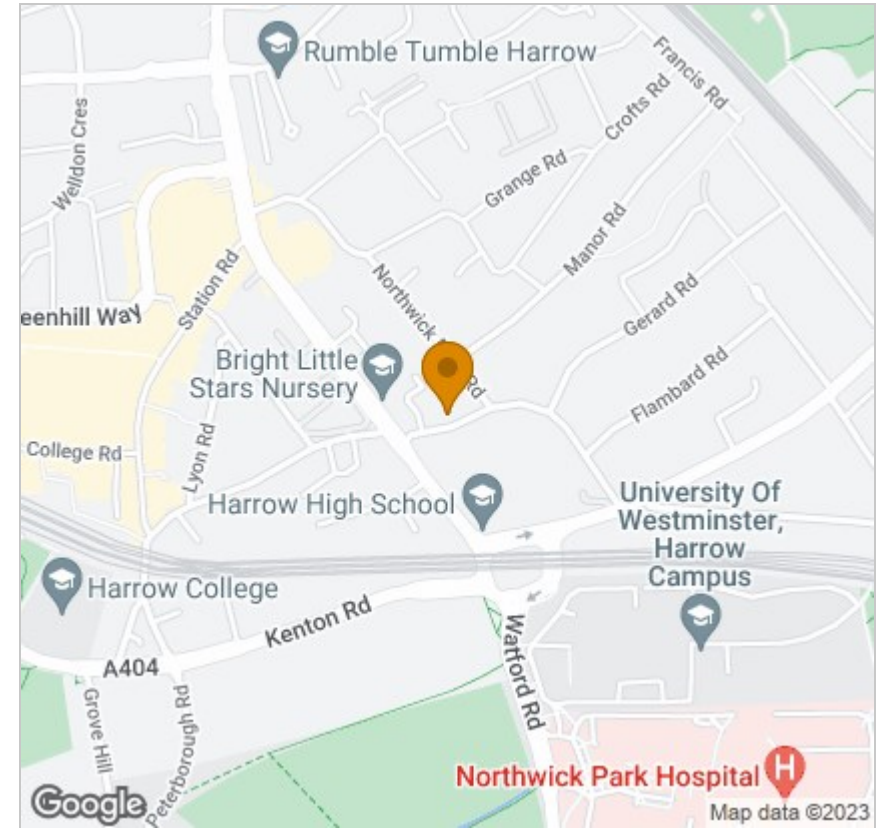 Rumble Tumble Harrow
Francis Rd
Crofts Rd
Welldon Cres
Grange Rd
Manor Rd
Station Rd
Northwick
Rd
Gerard Rd
eenhill Way
Bright Little
Stars Nursery
Flambard Rd
College Rd
Lyon Rd
Harrow High School
University Of
Westminster,
Harrow
Campus
Harrow College
Kenton Rd
Watford Rd
A404
Grove Hill
Peterborough Rd
Northwick Park Hospital
H
Google
Map data ©2023